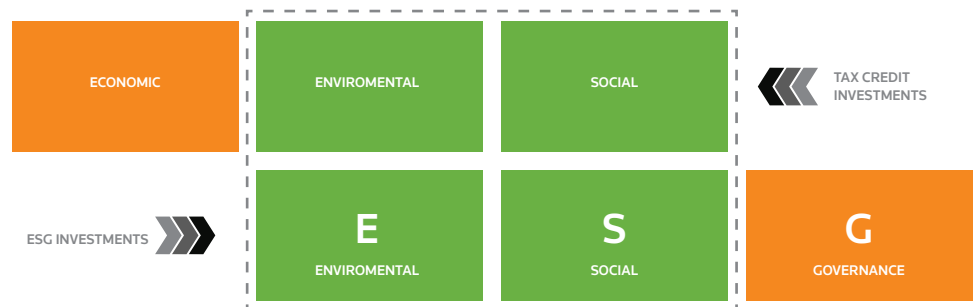 ECONOMIC
ENVIROMENTAL
SOCIAL
TAX CREDIT
INVESTMENTS
ESG INVESTMENTS
E
ENVIROMENTAL
S
SOCIAL
G
GOVERNANCE